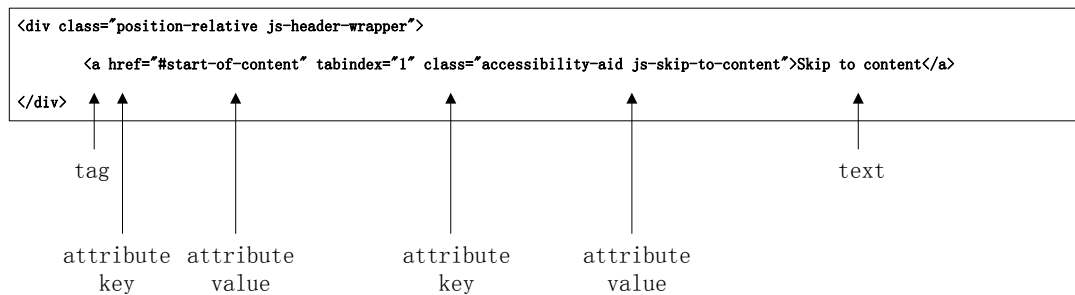 <div class="position-relative js-header-wrapper">
<a href="#start-of-content" tabindex="1" class="accessibility-aid js-skip-to-content">Skip to content</a>
</div>
tag
text
attribute key
attribute value
attribute key
attribute value